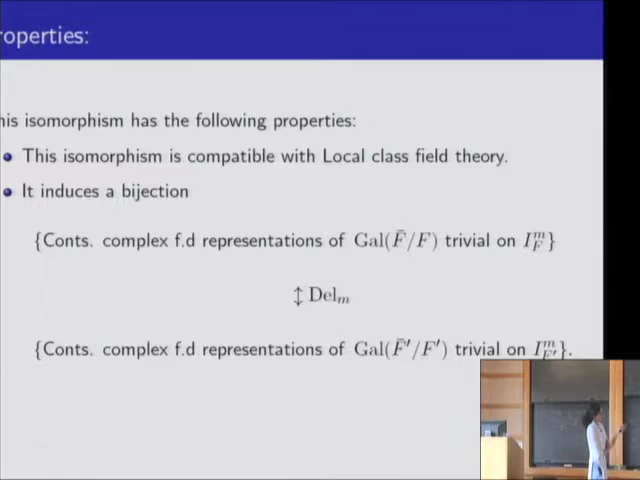 roperties:
his isomorphism has the following properties:
This isomorphism is compatible with Local class field theory.
It induces a bijection
{Conts. complex f.d representations of Gal(F̄/F) trivial on I_F^m}
↕ Del_m
{Conts. complex f.d representations of Gal(F̄′/F′) trivial on I_{F′}^m}.